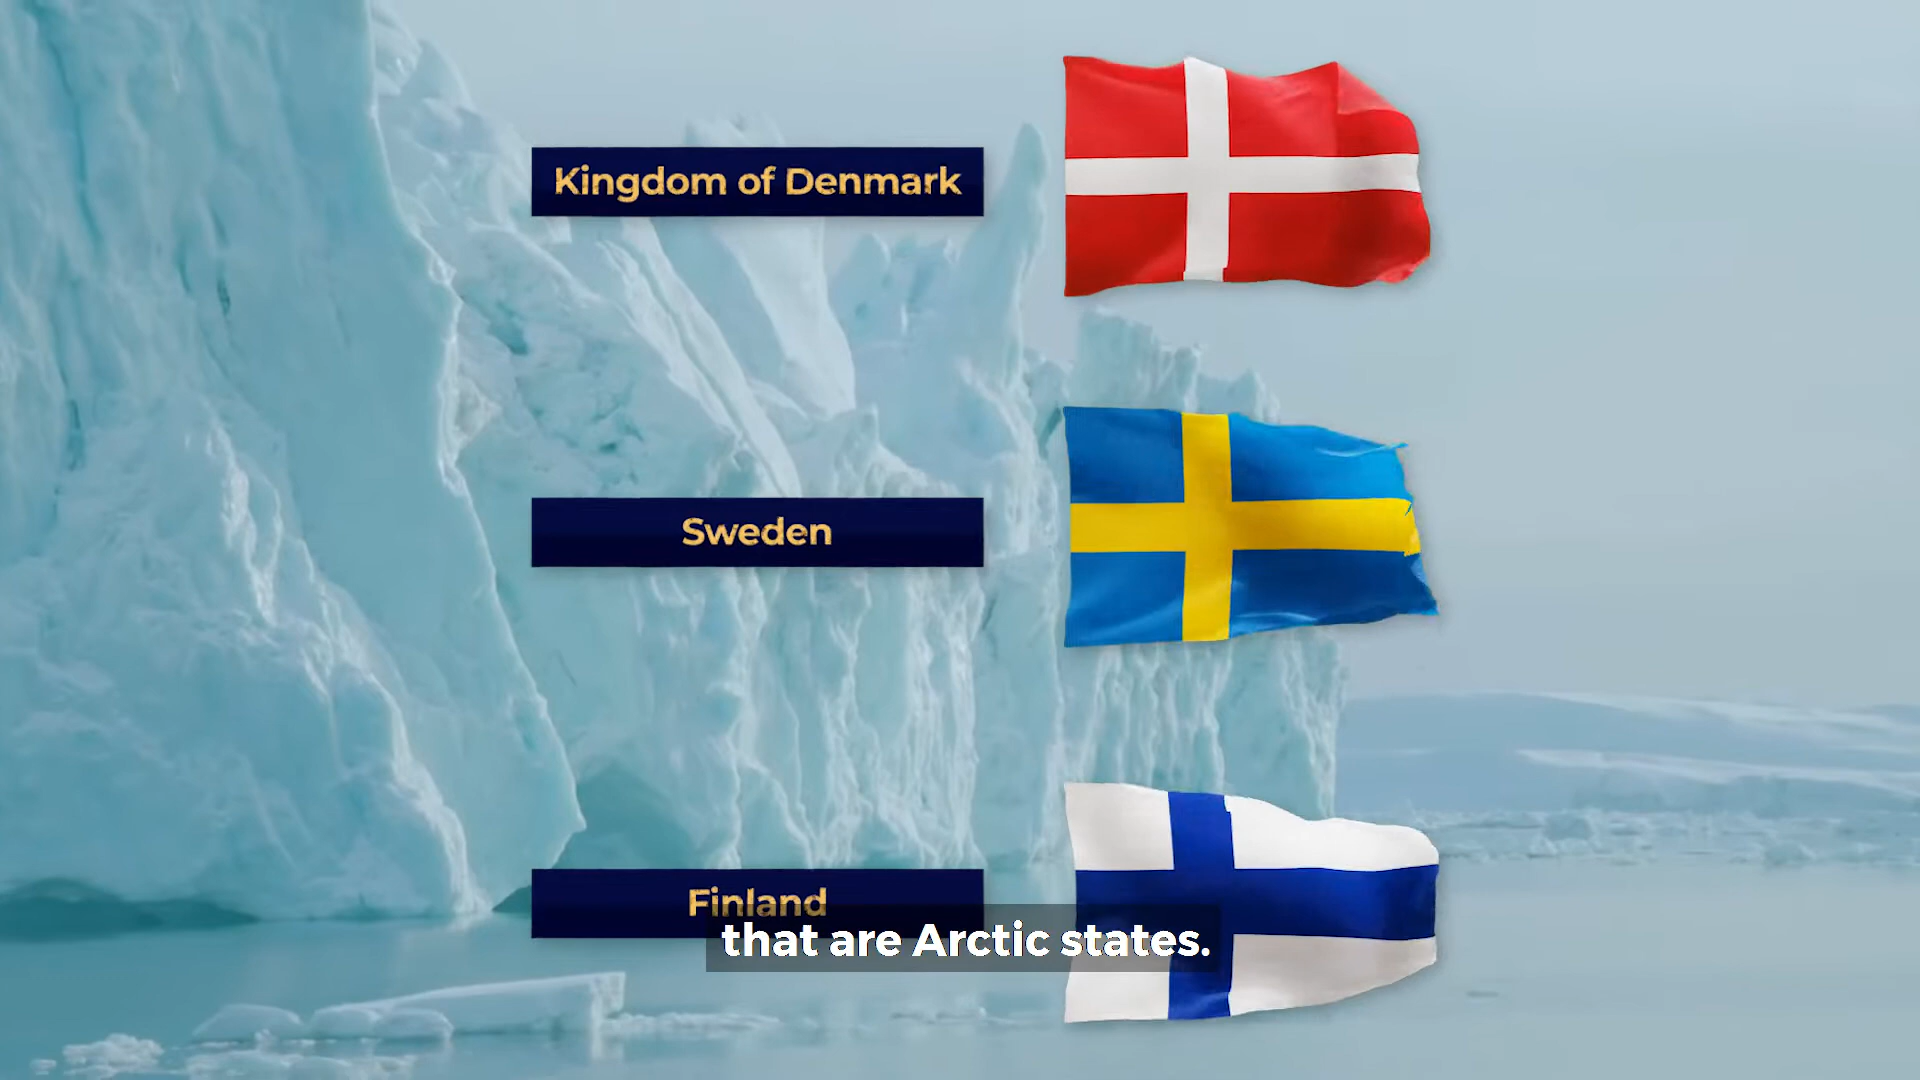 Kingdom of Denmark
Sweden
Finland
that are Arctic states.